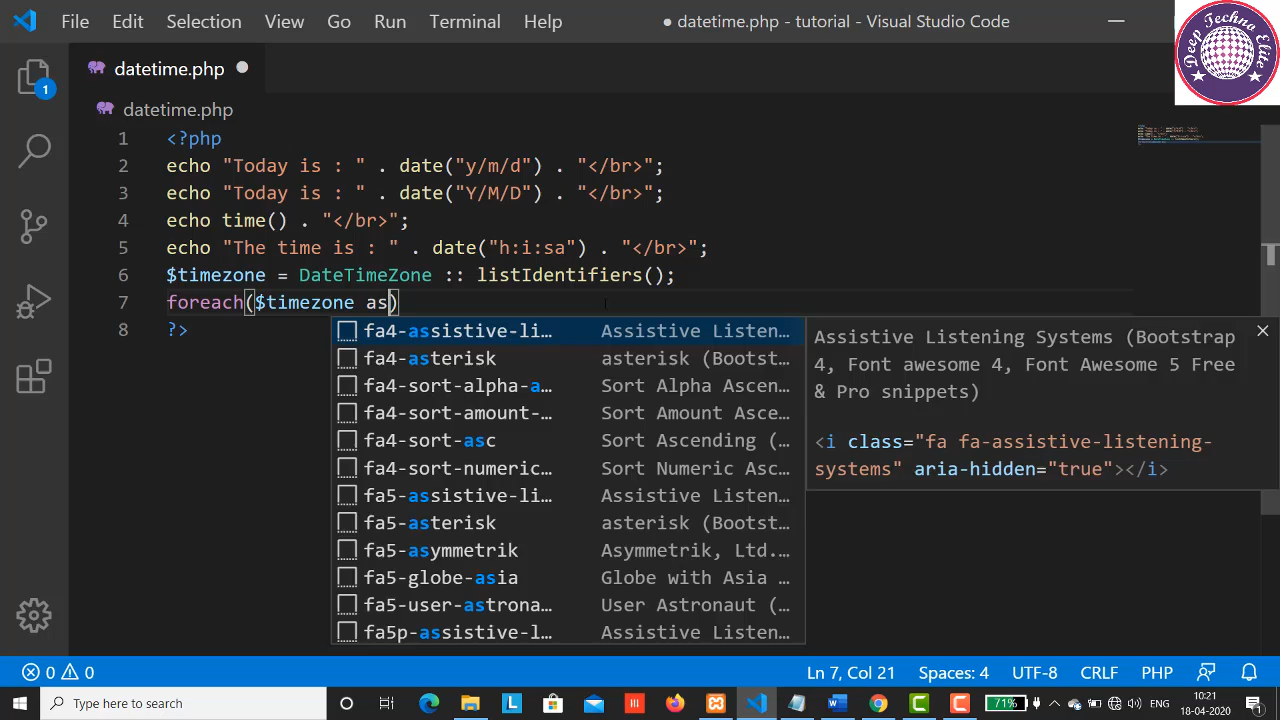 File Edit Selection View Go Run Terminal Help
● datetime.php - tutorial - Visual Studio Code
Deep Techno Elite
1
datetime.php ●
datetime.php
1 <?php
2 echo "Today is : " . date("y/m/d") . "</br>";
3 echo "Today is : " . date("Y/M/D") . "</br>";
4 echo time() . "</br>";
5 echo "The time is : " . date("h:i:sa") . "</br>";
6 $timezone = DateTimeZone :: listIdentifiers();
7 foreach($timezone as)
8 ?>
fa4-assistive-li… Assistive Listen…
fa4-asterisk asterisk (Bootst…
fa4-sort-alpha-a… Sort Alpha Ascen…
fa4-sort-amount-… Sort Amount Asce…
fa4-sort-asc Sort Ascending (…
fa4-sort-numeric… Sort Numeric Asc…
fa5-assistive-li… Assistive Listen…
fa5-asterisk asterisk (Bootst…
fa5-asymmetrik Asymmetrik, Ltd.…
fa5-globe-asia Globe with Asia …
fa5-user-astrona… User Astronaut (…
fa5p-assistive-l… Assistive Listen…
Assistive Listening Systems (Bootstrap
4, Font awesome 4, Font Awesome 5 Free
& Pro snippets)
<i class="fa fa-assistive-listening-
systems" aria-hidden="true"></i>
0 0 Ln 7, Col 21 Spaces: 4 UTF-8 CRLF PHP
Type here to search
71% ENG
10:21
18-04-2020